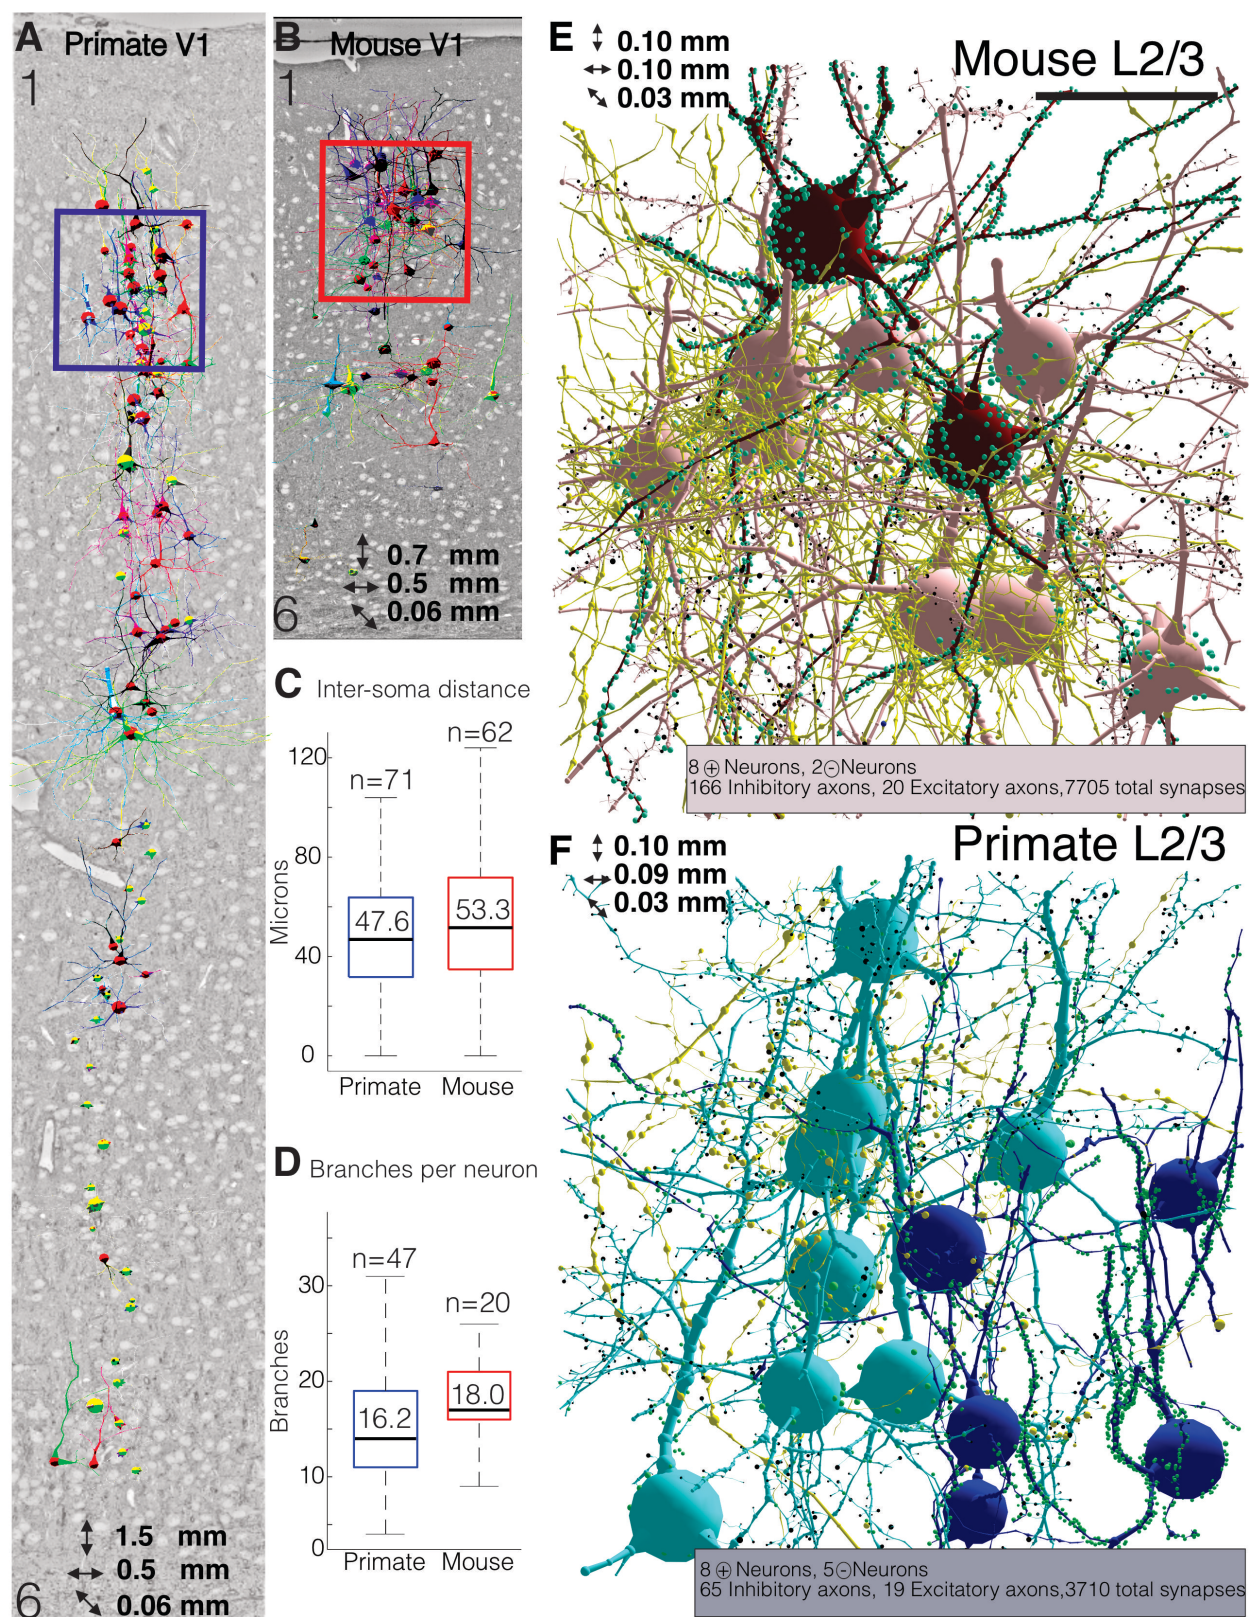 A
Primate V1
1
1.5 mm
0.5 mm
0.06 mm
6
B
Mouse V1
1
0.7 mm
0.5 mm
0.06 mm
6
C
Inter-soma distance
n=62
n=71
120
80
40
0
Microns
47.6
53.3
Primate
Mouse
D
Branches per neuron
n=47
n=20
30
20
10
0
Branches
16.2
18.0
Primate
Mouse
E
0.10 mm
0.10 mm
0.03 mm
Mouse L2/3
8 ⊕ Neurons, 2⊖Neurons
166 Inhibitory axons, 20 Excitatory axons,7705 total synapses
F
0.10 mm
0.09 mm
0.03 mm
Primate L2/3
8 ⊕ Neurons, 5⊖Neurons
65 Inhibitory axons, 19 Excitatory axons,3710 total synapses